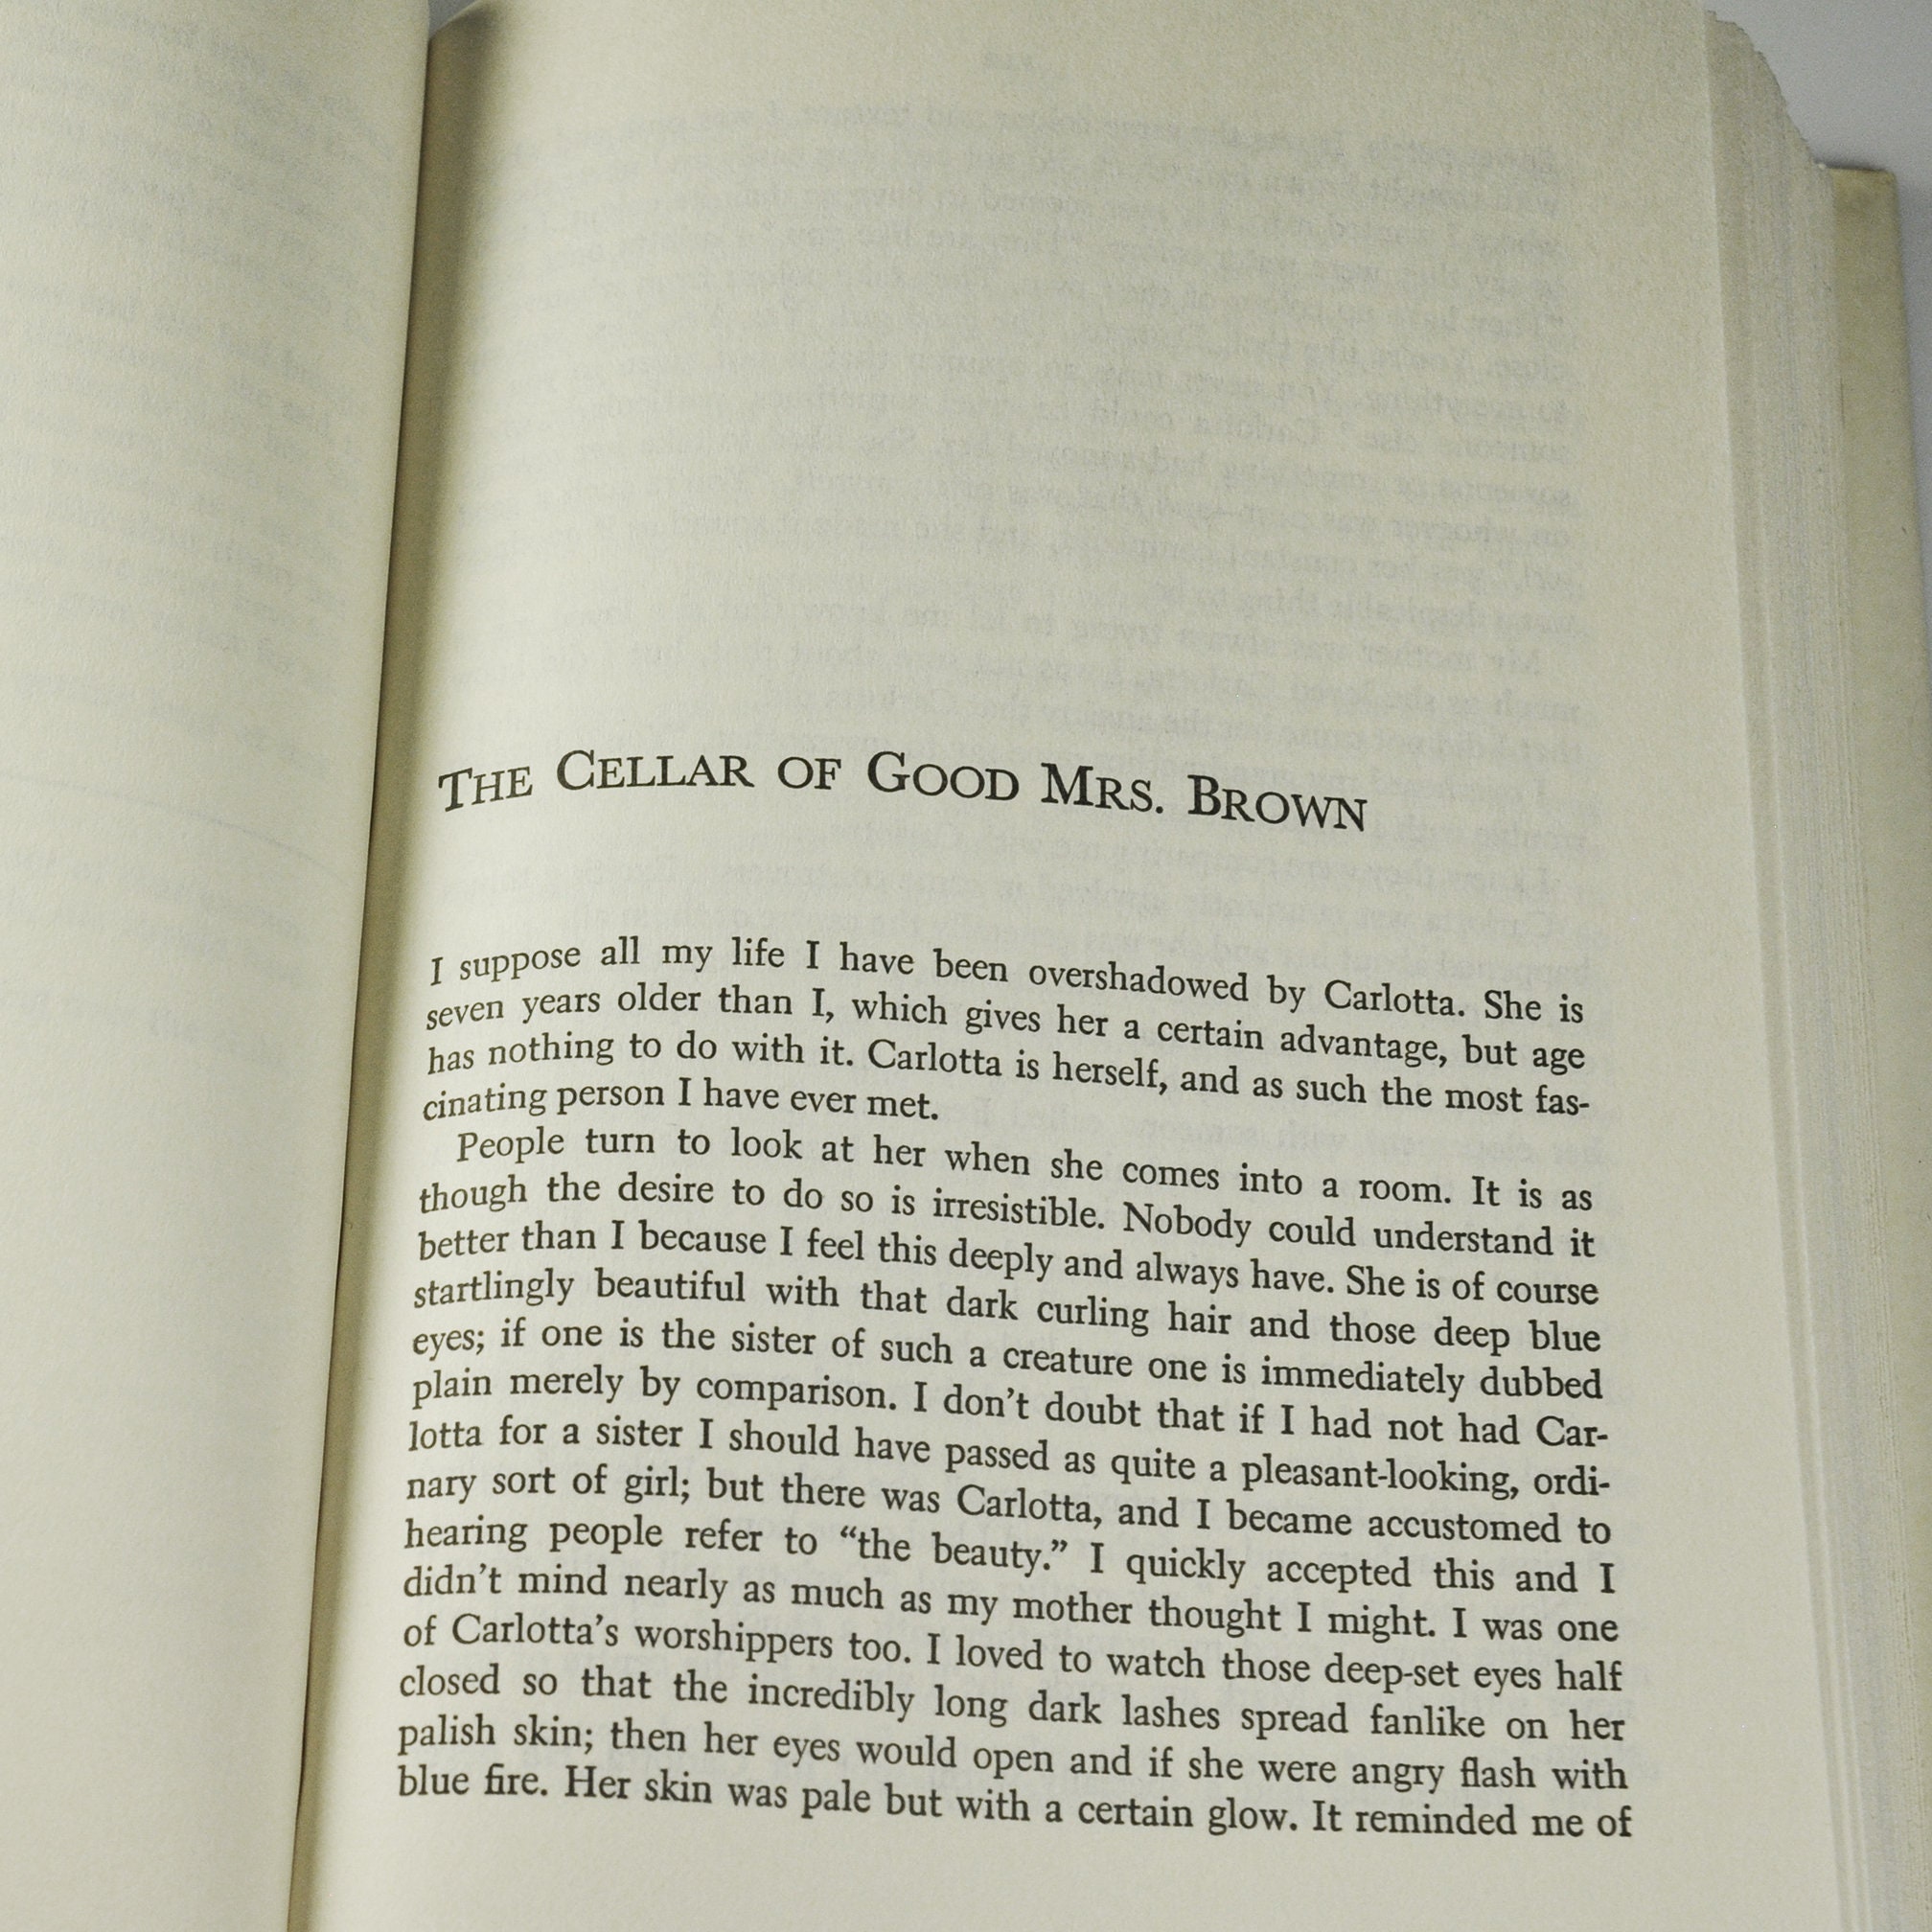 THE CELLAR OF GOOD MRS. BROWN
I suppose all my life I have been overshadowed by Carlotta. She is
seven years older than I, which gives her a certain advantage, but age
has nothing to do with it. Carlotta is herself, and as such the most fas-
cinating person I have ever met.
People turn to look at her when she comes into a room. It is as
though the desire to do so is irresistible. Nobody could understand it
better than I because I feel this deeply and always have. She is of course
startlingly beautiful with that dark curling hair and those deep blue
eyes; if one is the sister of such a creature one is immediately dubbed
plain merely by comparison. I don't doubt that if I had not had Car-
lotta for a sister I should have passed as quite a pleasant-looking, ordi-
nary sort of girl; but there was Carlotta, and I became accustomed to
hearing people refer to “the beauty.” I quickly accepted this and I
didn't mind nearly as much as my mother thought I might. I was one
of Carlotta's worshippers too. I loved to watch those deep-set eyes half
closed so that the incredibly long dark lashes spread fanlike on her
palish skin; then her eyes would open and if she were angry flash with
blue fire. Her skin was pale but with a certain glow. It reminded me of